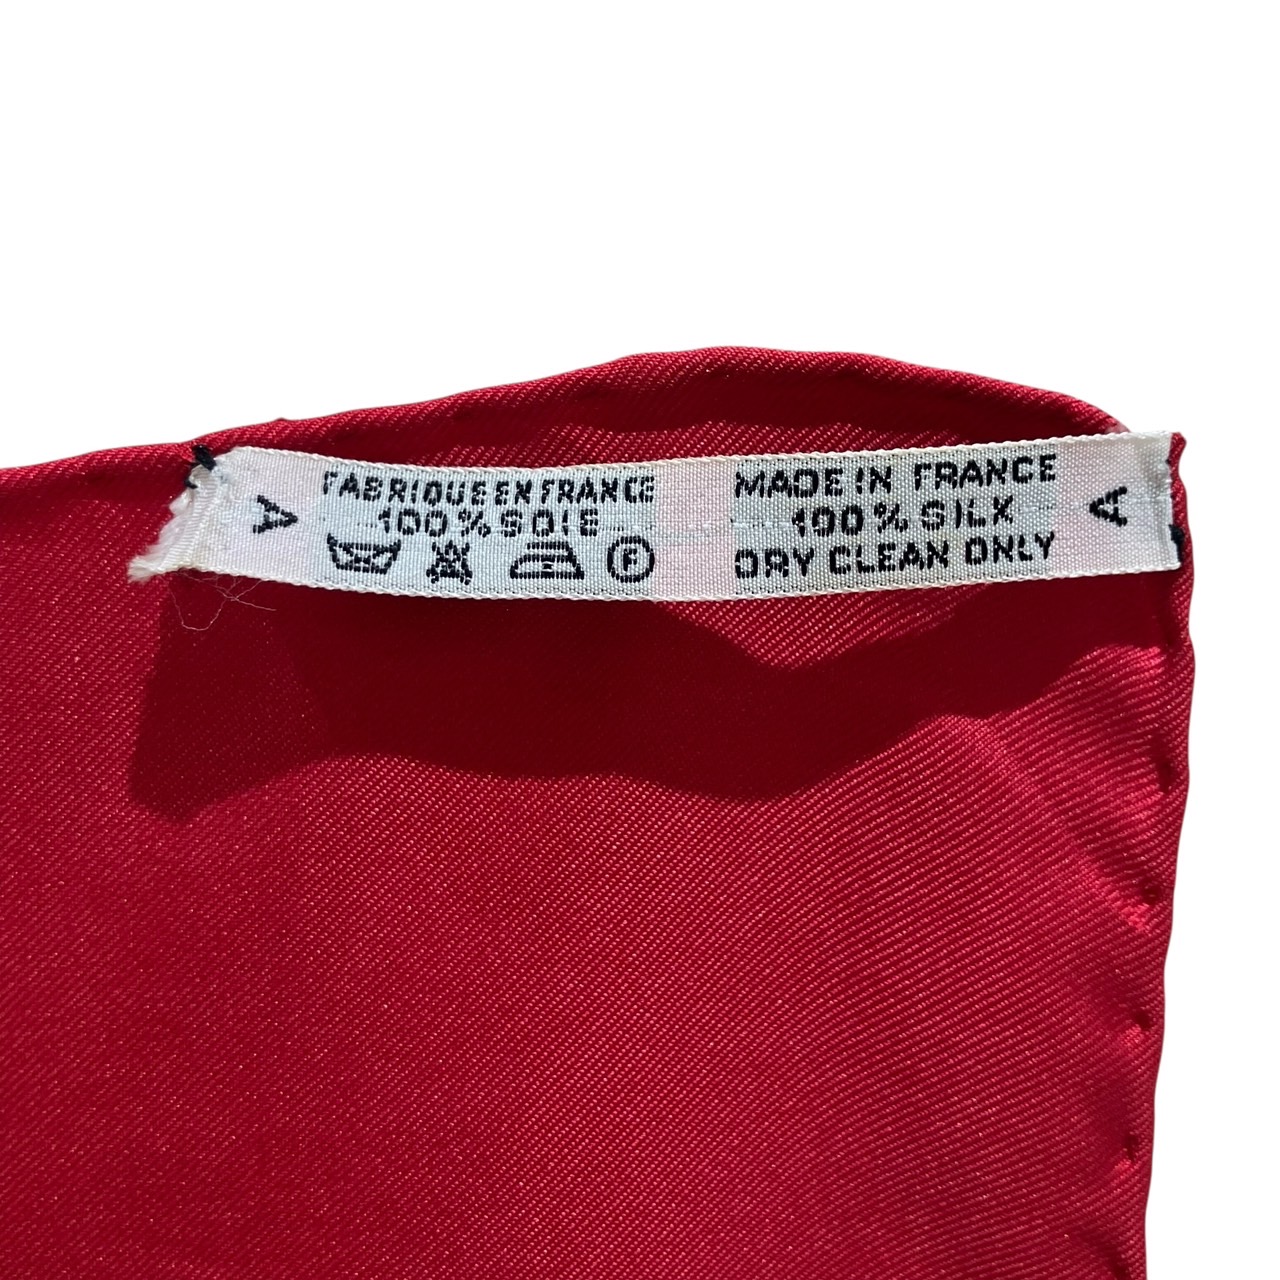 A
FABRIQUE EN FRANCE
100% SOIE
F
MADE IN FRANCE
100% SILK
DRY CLEAN ONLY
A